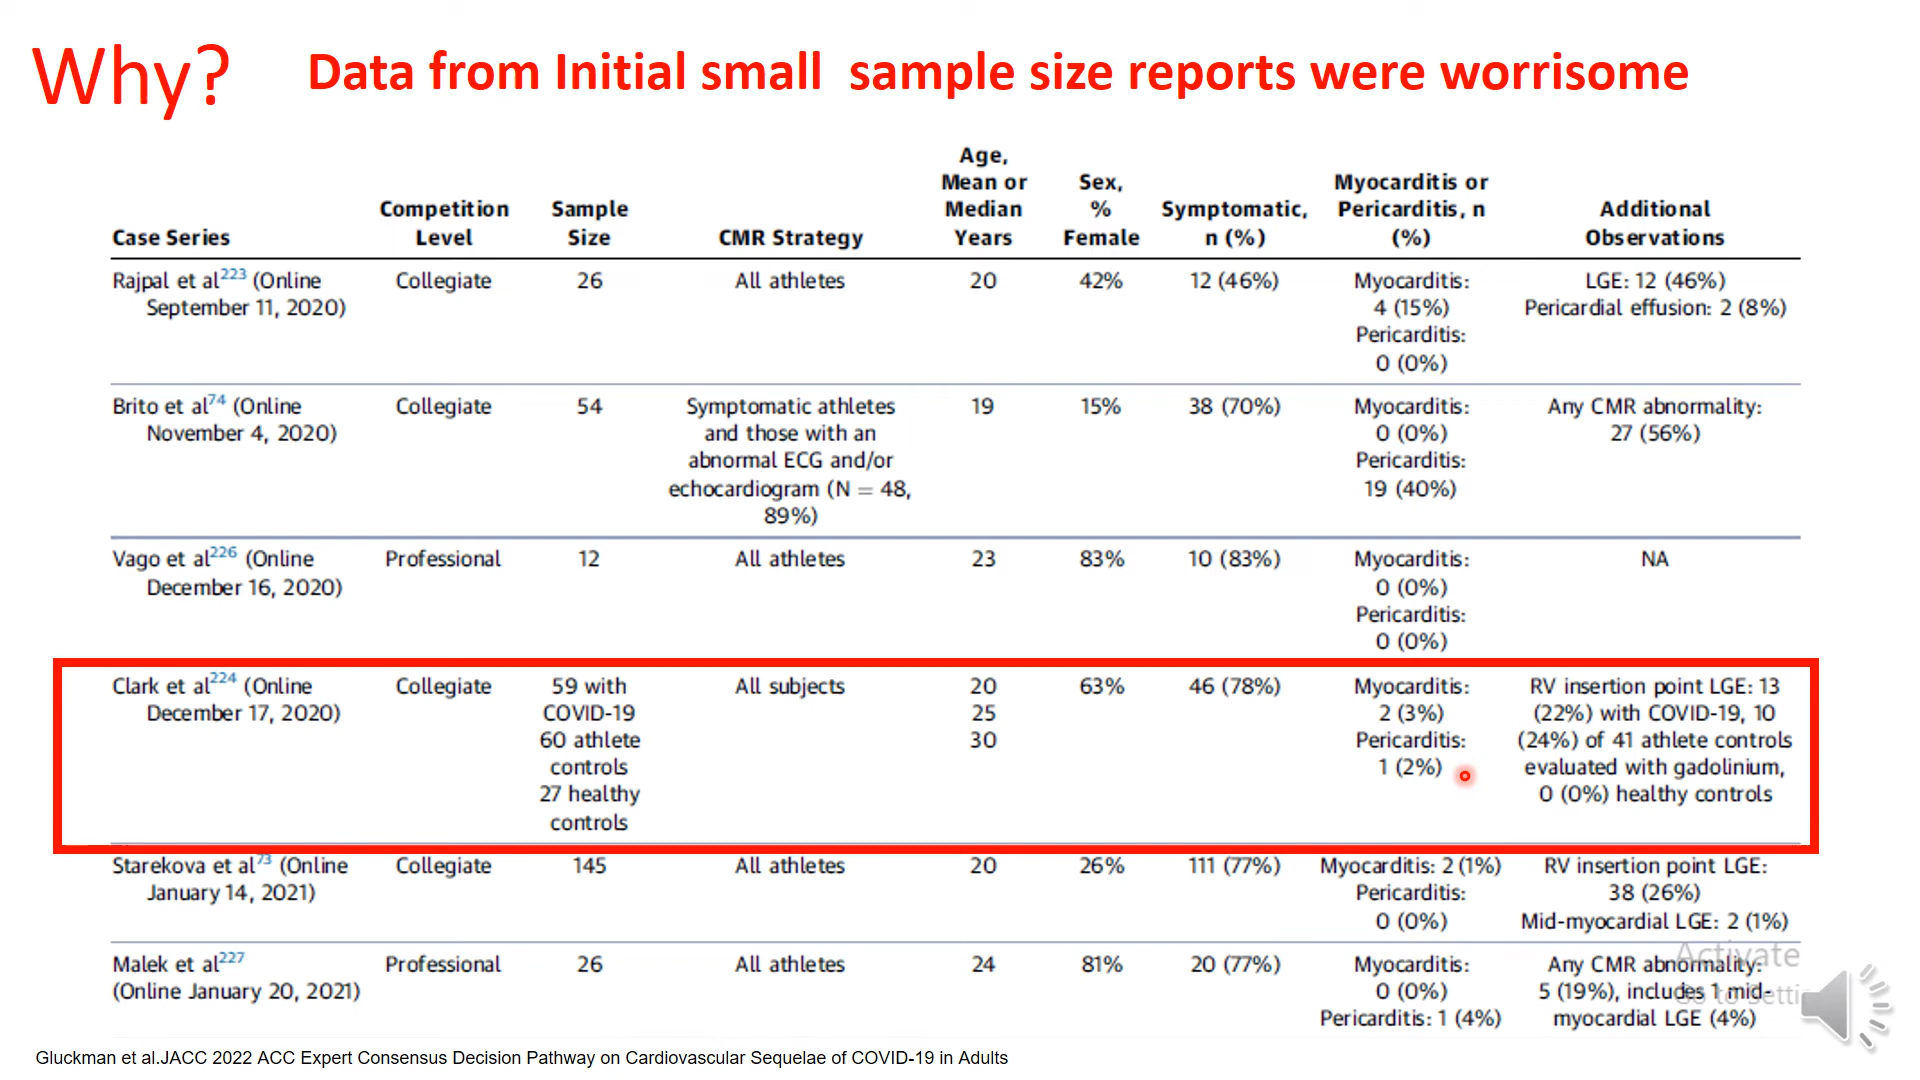 Why? Data from Initial small sample size reports were worrisome
Case Series
Competition Level
Sample Size
CMR Strategy
Age, Mean or Median Years
Sex, % Female
Symptomatic, n (%)
Myocarditis or Pericarditis, n (%)
Additional Observations
Rajpal et al223 (Online
September 11, 2020)
Collegiate
26
All athletes
20
42%
12 (46%)
Myocarditis:
4 (15%)
Pericarditis:
0 (0%)
LGE: 12 (46%)
Pericardial effusion: 2 (8%)
Brito et al74 (Online
November 4, 2020)
Collegiate
54
Symptomatic athletes
and those with an
abnormal ECG and/or
echocardiogram (N = 48,
89%)
19
15%
38 (70%)
Myocarditis:
0 (0%)
Pericarditis:
19 (40%)
Any CMR abnormality:
27 (56%)
Vago et al226 (Online
December 16, 2020)
Professional
12
All athletes
23
83%
10 (83%)
Myocarditis:
0 (0%)
Pericarditis:
0 (0%)
NA
Clark et al224 (Online
December 17, 2020)
Collegiate
59 with
COVID-19
60 athlete
controls
27 healthy
controls
All subjects
20
25
30
63%
46 (78%)
Myocarditis:
2 (3%)
Pericarditis:
1 (2%)
RV insertion point LGE: 13
(22%) with COVID-19, 10
(24%) of 41 athlete controls
evaluated with gadolinium,
0 (0%) healthy controls
Starekova et al73 (Online
January 14, 2021)
Collegiate
145
All athletes
20
26%
111 (77%)
Myocarditis: 2 (1%)
Pericarditis:
0 (0%)
RV insertion point LGE:
38 (26%)
Mid-myocardial LGE: 2 (1%)
Malek et al227
(Online January 20, 2021)
Professional
26
All athletes
24
81%
20 (77%)
Myocarditis:
0 (0%)
Pericarditis: 1 (4%)
Any CMR abnormality:
5 (19%), includes 1 mid-
myocardial LGE (4%)
Activate
Go to Setti
Gluckman et al.JACC 2022 ACC Expert Consensus Decision Pathway on Cardiovascular Sequelae of COVID-19 in Adults